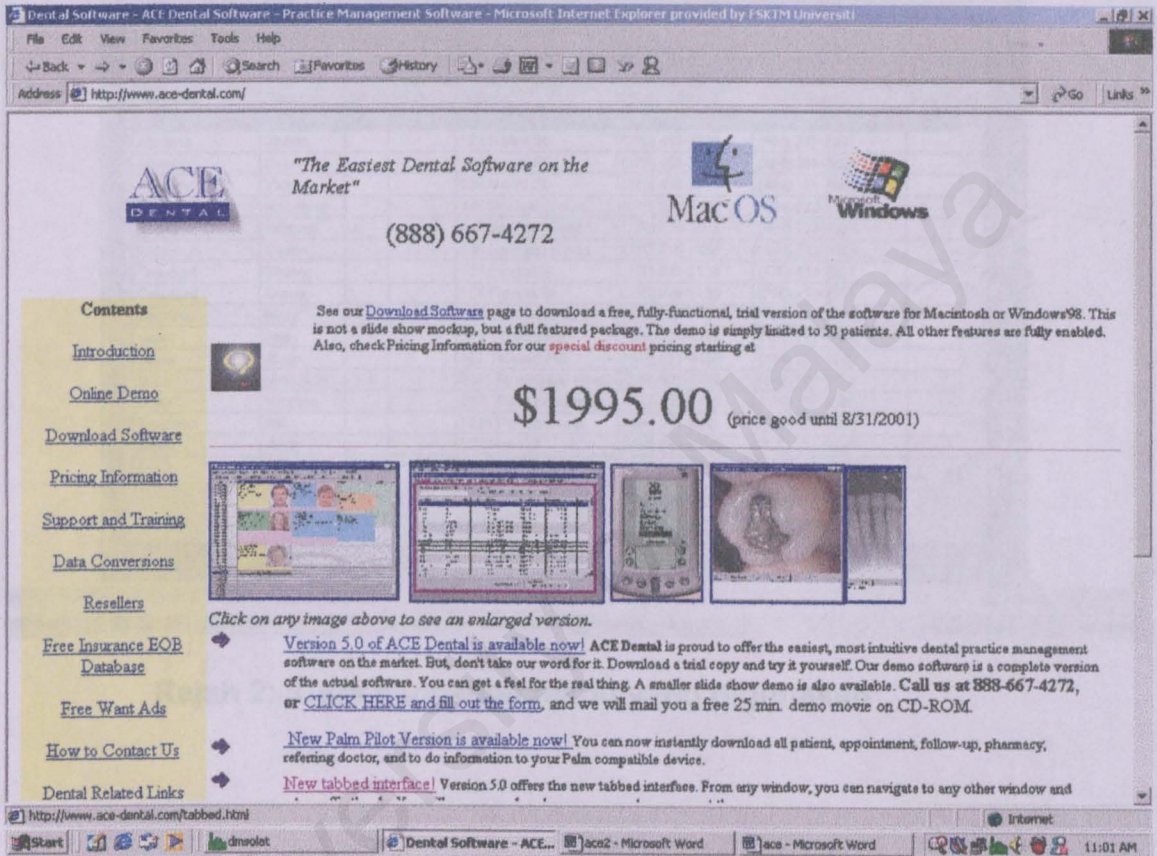 Dental Software - ACE Dental Software - Practice Management Software - Microsoft Internet Explorer provided by FSKTM Universiti
File Edit View Favorites Tools Help
Back Search Favorites History
Address http://www.ace-dental.com/ Go Links
ACE
DENTAL
"The Easiest Dental Software on the
Market"
(888) 667-4272
Mac OS
Microsoft
Windows
Contents
Introduction
Online Demo
Download Software
Pricing Information
Support and Training
Data Conversions
Resellers
Free Insurance EOB
Database
Free Want Ads
How to Contact Us
Dental Related Links
See our Download Software page to download a free, fully-functional, trial version of the software for Macintosh or Windows'98. This
is not a slide show mockup, but a full featured package. The demo is simply limited to 50 patients. All other features are fully enabled.
Also, check Pricing Information for our special discount pricing starting at
$1995.00 (price good until 8/31/2001)
Click on any image above to see an enlarged version.
Version 5.0 of ACE Dental is available now! ACE Dental is proud to offer the easiest, most intuitive dental practice management
software on the market. But, don't take our word for it. Download a trial copy and try it yourself. Our demo software is a complete version
of the actual software. You can get a feel for the real thing. A smaller slide show demo is also available. Call us at 888-667-4272,
or CLICK HERE and fill out the form, and we will mail you a free 25 min. demo movie on CD-ROM.
New Palm Pilot Version is available now! You can now instantly download all patient, appointment, follow-up, pharmacy,
referring doctor, and to do information to your Palm compatible device.
New tabbed interface! Version 5.0 offers the new tabbed interface. From any window, you can navigate to any other window and
http://www.ace-dental.com/tabbed.html Internet
Start dmsolat Dental Software - ACE... ace2 - Microsoft Word ace - Microsoft Word 11:01 AM
Malaya